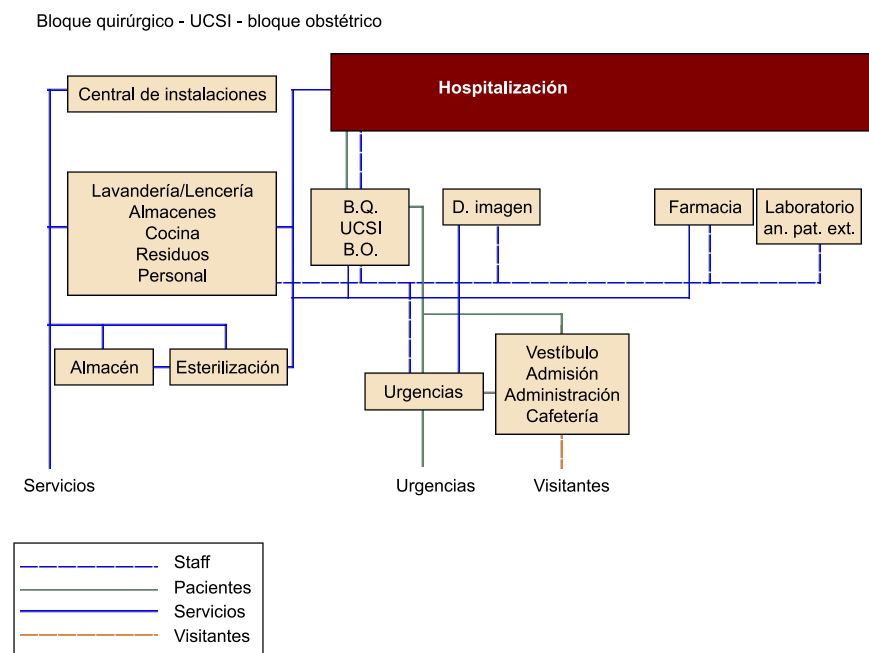 Bloque quirúrgico - UCSI - bloque obstétrico
Hospitalización
Central de instalaciones
Lavandería/Lencería
Almacenes
Cocina
Residuos
Personal
B.Q.
UCSI
B.O.
D. imagen
Farmacia
Laboratorio
an. pat. ext.
Almacén
Esterilización
Urgencias
Vestíbulo
Admisión
Administración
Cafetería
Servicios
Urgencias
Visitantes
Staff
Pacientes
Servicios
Visitantes